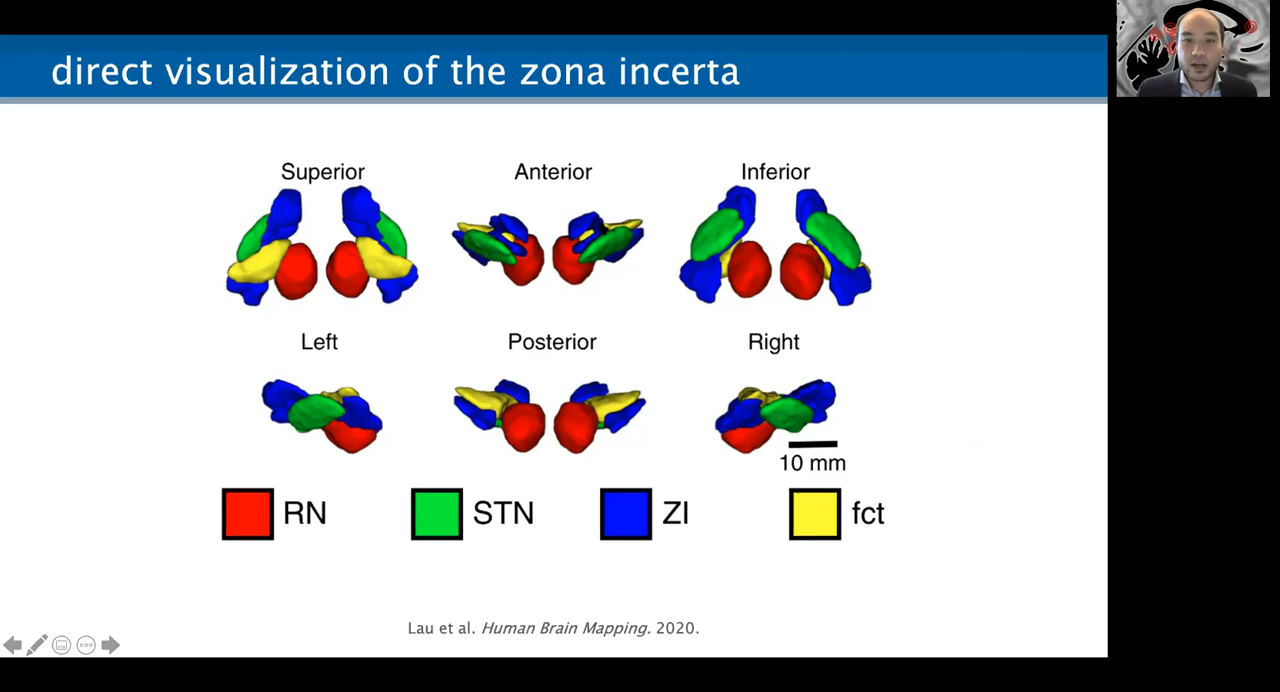 direct visualization of the zona incerta
Superior Anterior Inferior
Left Posterior Right
10 mm
RN STN ZI fct
Lau et al. Human Brain Mapping. 2020.